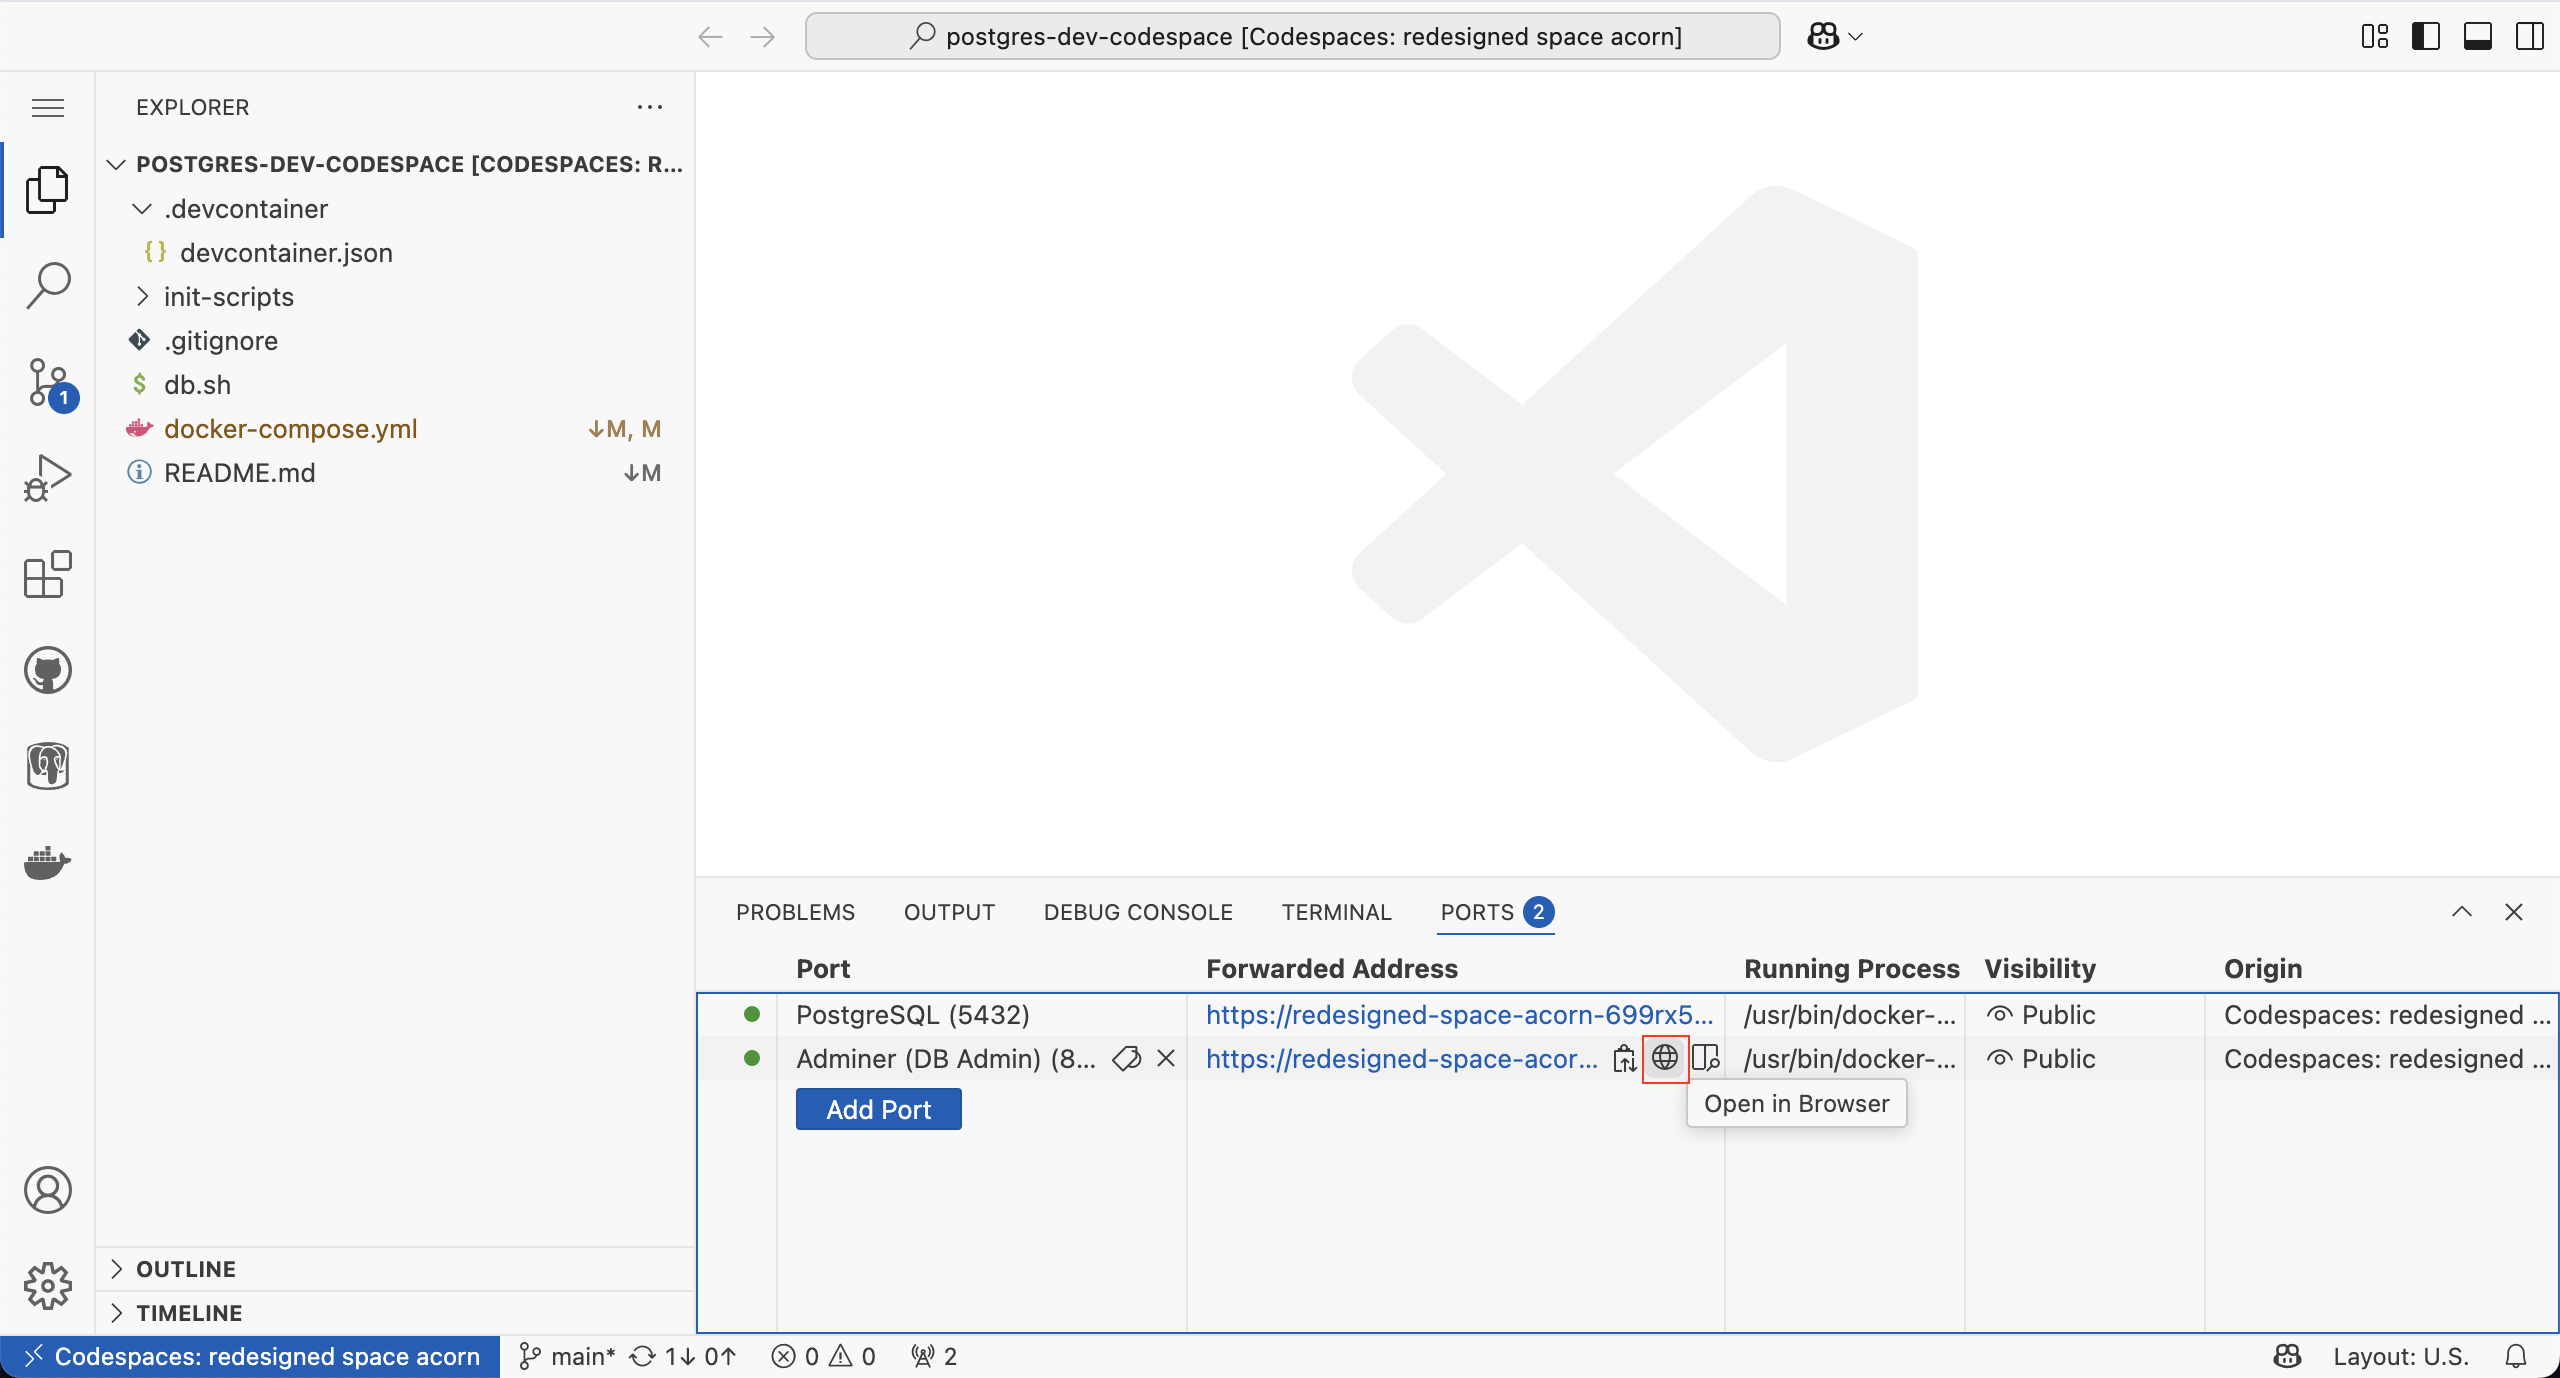 postgres-dev-codespace [Codespaces: redesigned space acorn]
EXPLORER
POSTGRES-DEV-CODESPACE [CODESPACES: R...
.devcontainer
{} devcontainer.json
init-scripts
.gitignore
$ db.sh
docker-compose.yml ↓M, M
README.md ↓M
1
OUTLINE
TIMELINE
PROBLEMS OUTPUT DEBUG CONSOLE TERMINAL PORTS 2
Port Forwarded Address Running Process Visibility Origin
PostgreSQL (5432) https://redesigned-space-acorn-699rx5... /usr/bin/docker-... Public Codespaces: redesigned ...
Adminer (DB Admin) (8... https://redesigned-space-acor... /usr/bin/docker-... Public Codespaces: redesigned ...
Add Port
Open in Browser
Codespaces: redesigned space acorn main* 1↓ 0↑ 0 0 2 Layout: U.S.